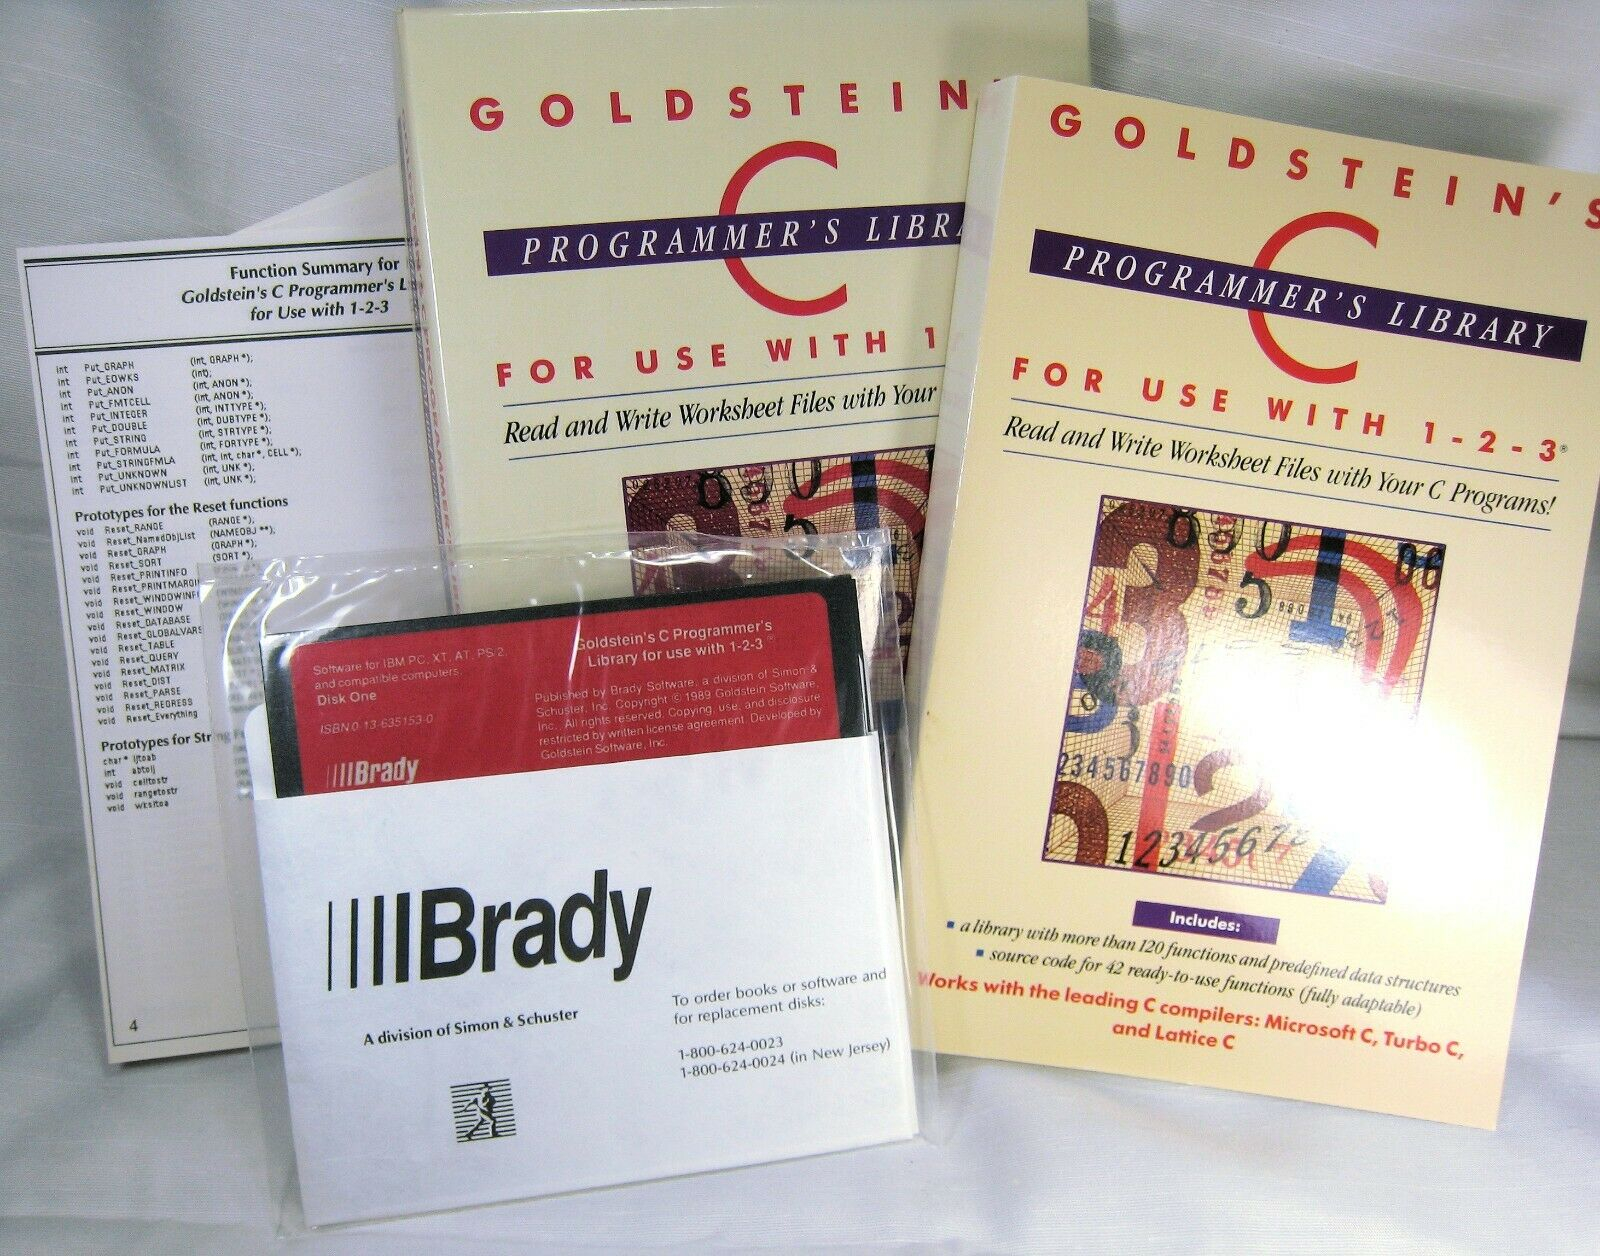 Function Summary for
Goldstein's C Programmer's L
for Use with 1-2-3
int Put_GRAPH (int, GRAPH *);
int Put_EOWKS (int);
int Put_ANON (int, ANON *);
int Put_FMTCELL (int, ANON *);
int Put_INTEGER (int, INTTYPE *);
int Put_DOUBLE (int, DUBTYPE *);
int Put_STRING (int, STRTYPE *);
int Put_FORMULA (int, FORTYPE *);
int Put_STRINGFMLA (int, int, char *, CELL *);
int Put_UNKNOWN (int, UNK *);
int Put_UNKNOWNLIST (int, UNK *);
Prototypes for the Reset functions
void Reset_RANGE (RANGE *);
void Reset_NamedObjList (NAMEOBJ **);
void Reset_GRAPH (GRAPH *);
void Reset_SORT (SORT *);
void Reset_PRINTINFO
void Reset_PRINTMARGIN
void Reset_WINDOWINF
void Reset_WINDOW
void Reset_DATABASE
void Reset_GLOBALVARS
void Reset_TABLE
void Reset_QUERY
void Reset_MATRIX
void Reset_DIST
void Reset_PARSE
void Reset_REGRESS
void Reset_Everything
Prototypes for String
char * ijtoab
int abtoij
void celltostr
void rangetostr
void wksitoa
4
GOLDSTEIN'
C
PROGRAMMER'S LIBRA
FOR USE WITH 1
Read and Write Worksheet Files with Your
GOLDSTEIN'S
C
PROGRAMMER'S LIBRARY
FOR USE WITH 1-2-3®
Read and Write Worksheet Files with Your C Programs!
890
5
06
234567890
12345678
Includes:
▪ a library with more than 120 functions and predefined data structures
▪ source code for 42 ready-to-use functions (fully adaptable)
Works with the leading C compilers: Microsoft C, Turbo C,
and Lattice C
Software for IBM PC, XT, AT, PS/2,
and compatible computers
Disk One
ISBN 0-13-635153-0
Brady
Goldstein's C Programmer's
Library for use with 1-2-3®
Published by Brady Software, a division of Simon &
Schuster, Inc. Copyright © 1989 Goldstein Software,
Inc. All rights reserved. Copying, use, and disclosure
restricted by written license agreement. Developed by
Goldstein Software, Inc.
Brady
A division of Simon & Schuster
To order books or software and
for replacement disks:
1-800-624-0023
1-800-624-0024 (in New Jersey)